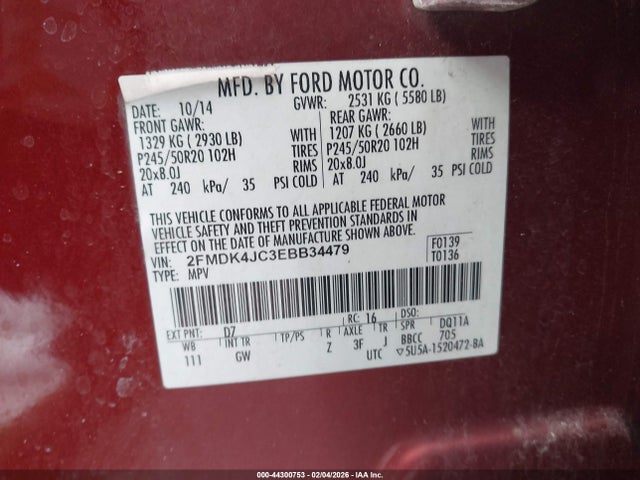 MFD. BY FORD MOTOR CO.
DATE: 10/14 GVWR: 2531 KG ( 5580 LB)
FRONT GAWR: REAR GAWR:
1329 KG ( 2930 LB) WITH 1207 KG ( 2660 LB) WITH
P245/50R20 102H TIRES P245/50R20 102H TIRES
20x8.0J RIMS 20x8.0J RIMS
AT 240 kPa/ 35 PSI COLD AT 240 kPa/ 35 PSI COLD
THIS VEHICLE CONFORMS TO ALL APPLICABLE FEDERAL MOTOR
VEHICLE SAFETY AND THEFT PREVENTION STANDARDS IN
EFFECT ON THE DATE OF MANUFACTURE SHOWN ABOVE.
VIN: 2FMDK4JC3EBB34479 F0139
TYPE: MPV T0136
EXT PNT: D7 RC: 16 DSO:
WB INT TR TP/PS R AXLE TR SPR DQ11A
111 GW Z 3F J BBCC 705
UTC ▽5U5A-1520472-BA
000-44300753 - 02/04/2026 - IAA Inc.